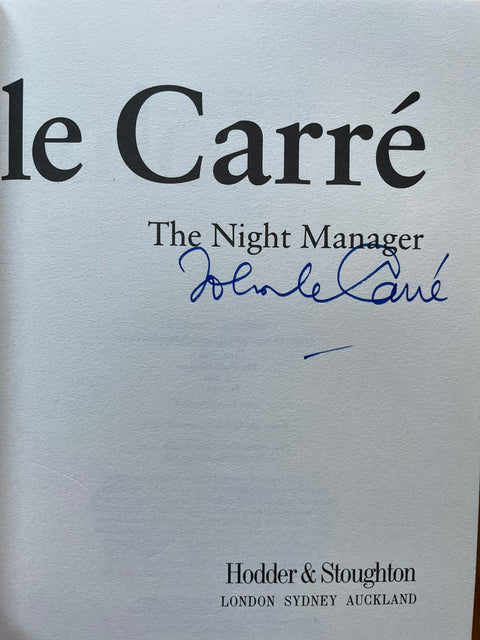 le Carré
The Night Manager
John le Carré
Hodder & Stoughton
LONDON SYDNEY AUCKLAND